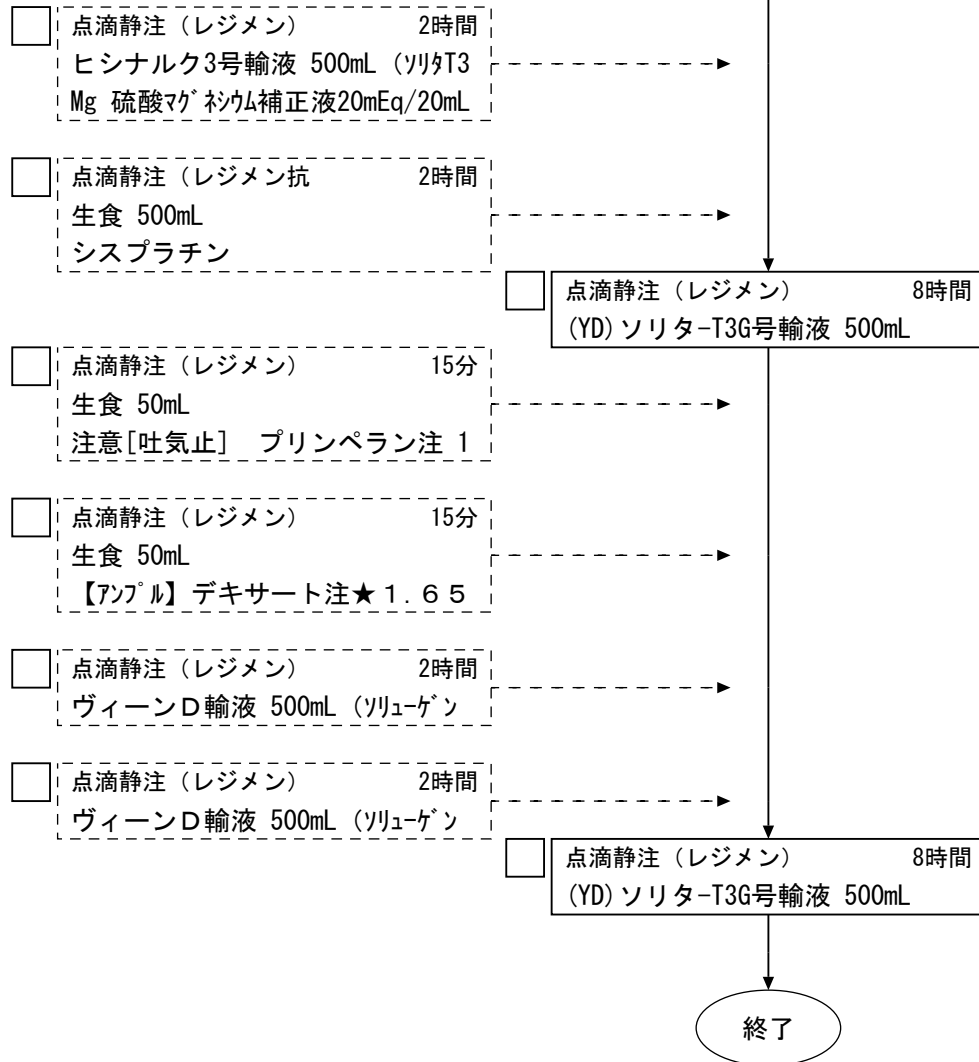 点滴静注（レジメン） 2時間
ヒシナルク3号輸液 500mL（ｿﾘﾀT3
Mg 硫酸ﾏｸﾞﾈｼｳﾑ補正液20mEq/20mL
点滴静注（レジメン抗 2時間
生食 500mL
シスプラチン
点滴静注（レジメン） 8時間
(YD)ソリタ-T3G号輸液 500mL
点滴静注（レジメン） 15分
生食 50mL
注意[吐気止] プリンペラン注 1
点滴静注（レジメン） 15分
生食 50mL
【ｱﾝﾌﾟﾙ】デキサート注★１．６５
点滴静注（レジメン） 2時間
ヴィーンＤ輸液 500mL（ｿﾘｭｰｹﾞﾝ
点滴静注（レジメン） 2時間
ヴィーンＤ輸液 500mL（ｿﾘｭｰｹﾞﾝ
点滴静注（レジメン） 8時間
(YD)ソリタ-T3G号輸液 500mL
終了